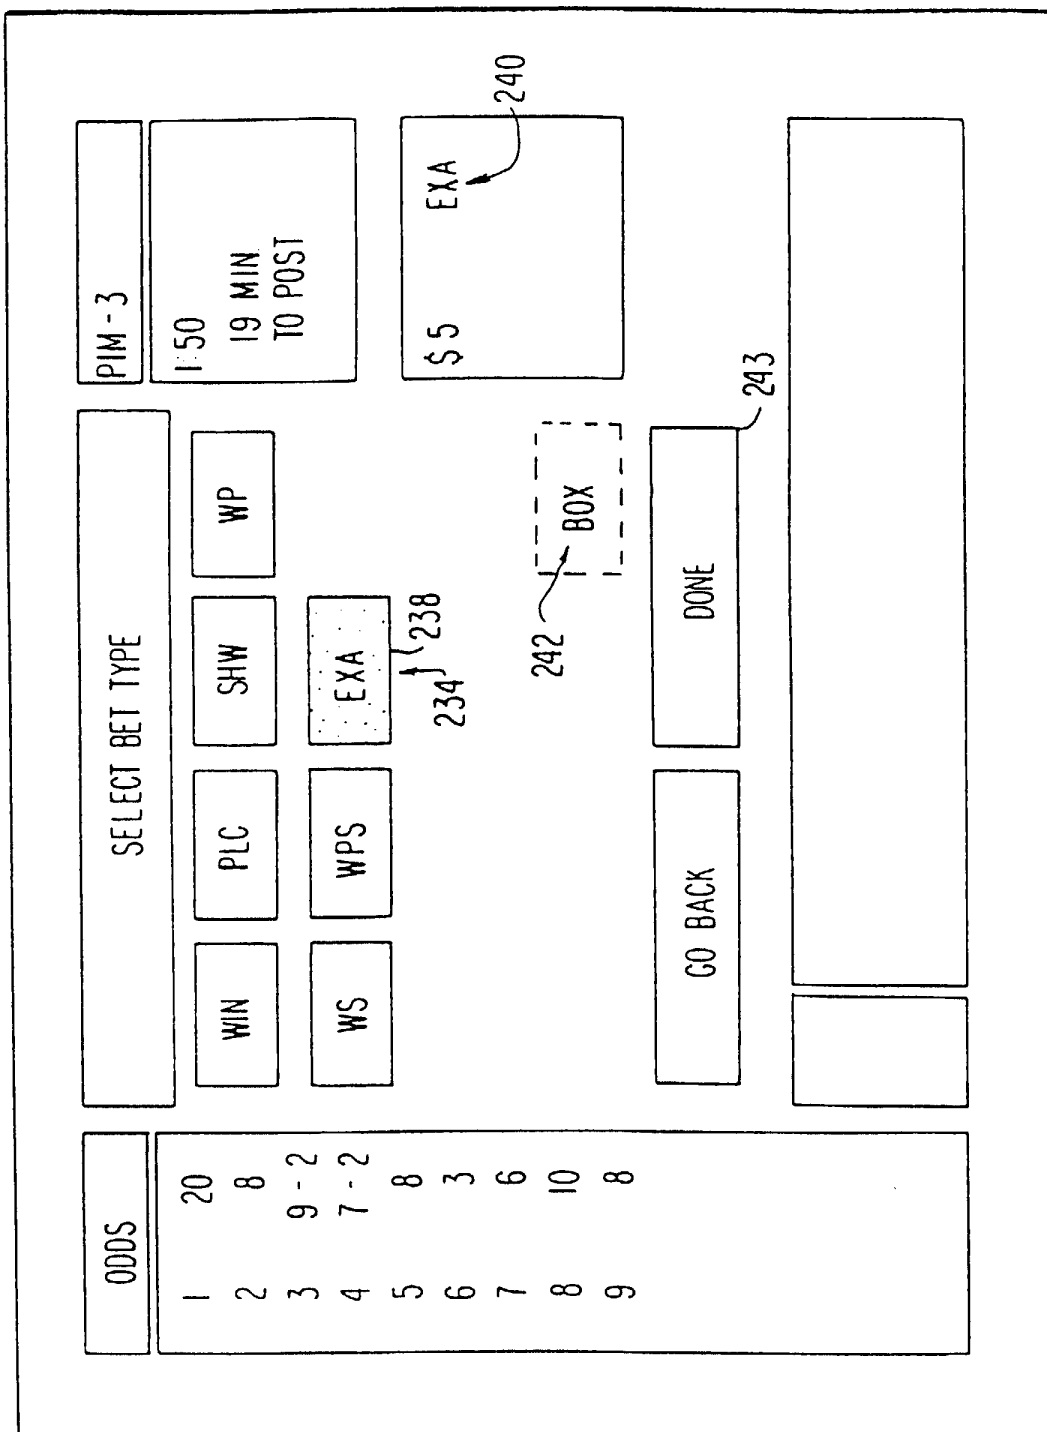 ODDS
1 20
2 8
3 9-2
4 7-2
5 8
6 3
7 6
8 10
9 8
SELECT BET TYPE
WIN
PLC
SHW
WP
WS
WPS
EXA
234
238
242
BOX
GO BACK
DONE
243
PIM-3
1:50
19 MIN
TO POST
$5 EXA
240